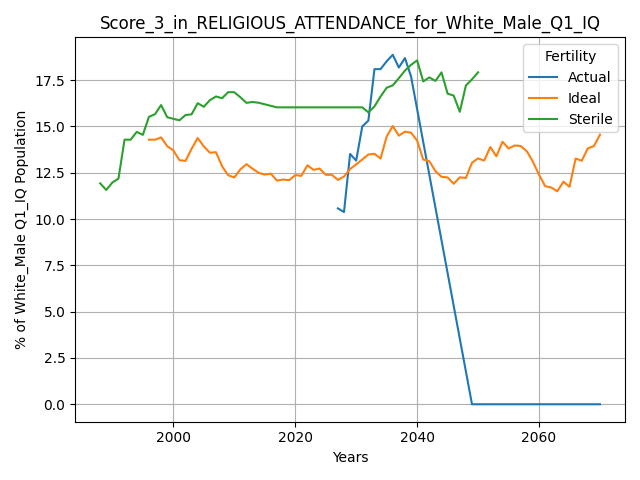 Score_3_in_RELIGIOUS_ATTENDANCE_for_White_Male_Q1_IQ
% of White_Male Q1_IQ Population
17.5
15.0
12.5
10.0
7.5
5.0
2.5
0.0
Fertility
Actual
Ideal
Sterile
2000
2020
2040
2060
Years